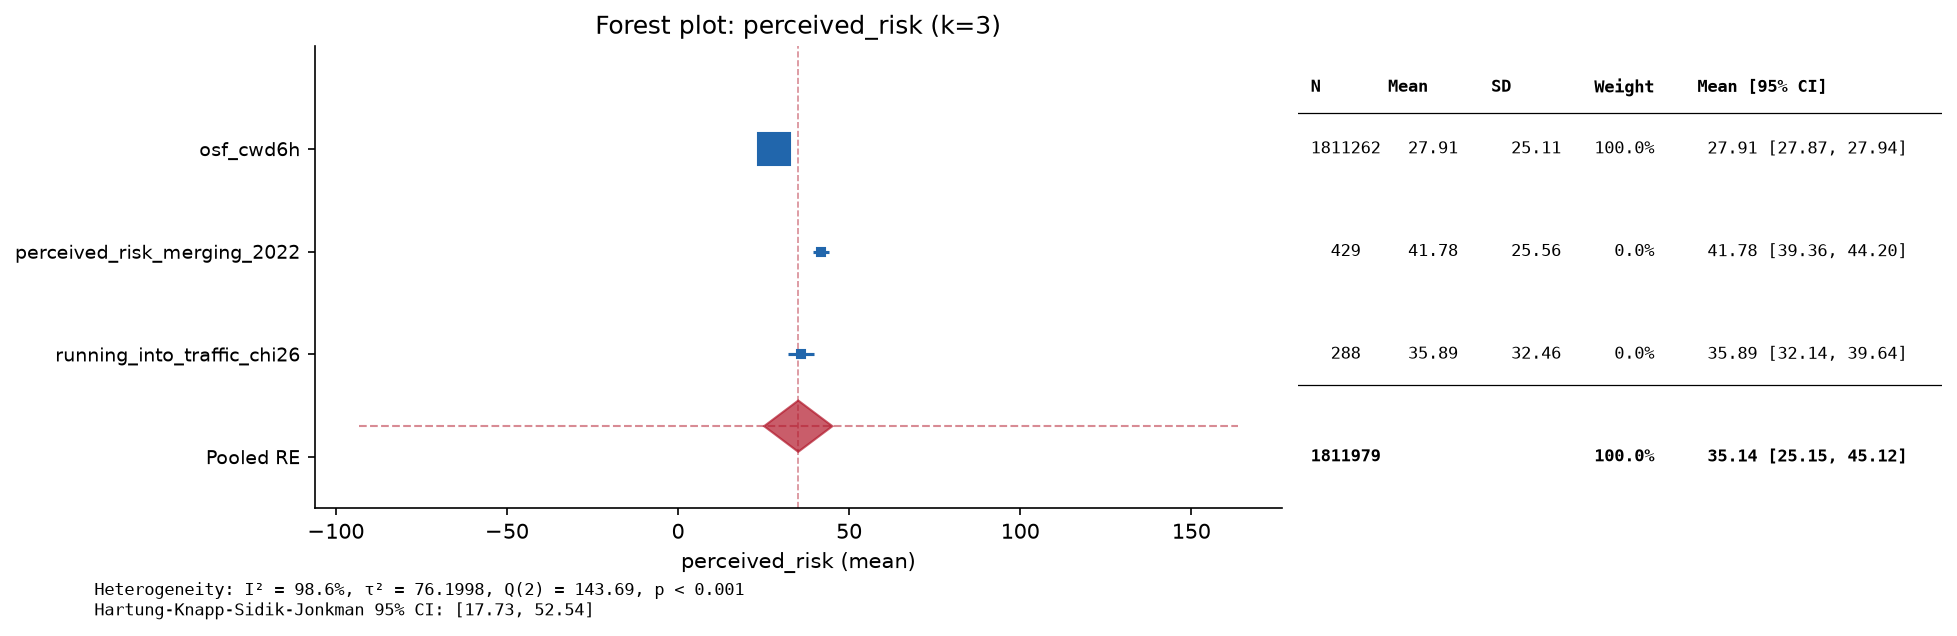 Forest plot: perceived_risk (k=3)
N Mean SD Weight Mean [95% CI]
osf_cwd6h 1811262 27.91 25.11 100.0% 27.91 [27.87, 27.94]
perceived_risk_merging_2022 429 41.78 25.56 0.0% 41.78 [39.36, 44.20]
running_into_traffic_chi26 288 35.89 32.46 0.0% 35.89 [32.14, 39.64]
Pooled RE 1811979 100.0% 35.14 [25.15, 45.12]
−100 −50 0 50 100 150
perceived_risk (mean)
Heterogeneity: I² = 98.6%, τ² = 76.1998, Q(2) = 143.69, p < 0.001
Hartung-Knapp-Sidik-Jonkman 95% CI: [17.73, 52.54]